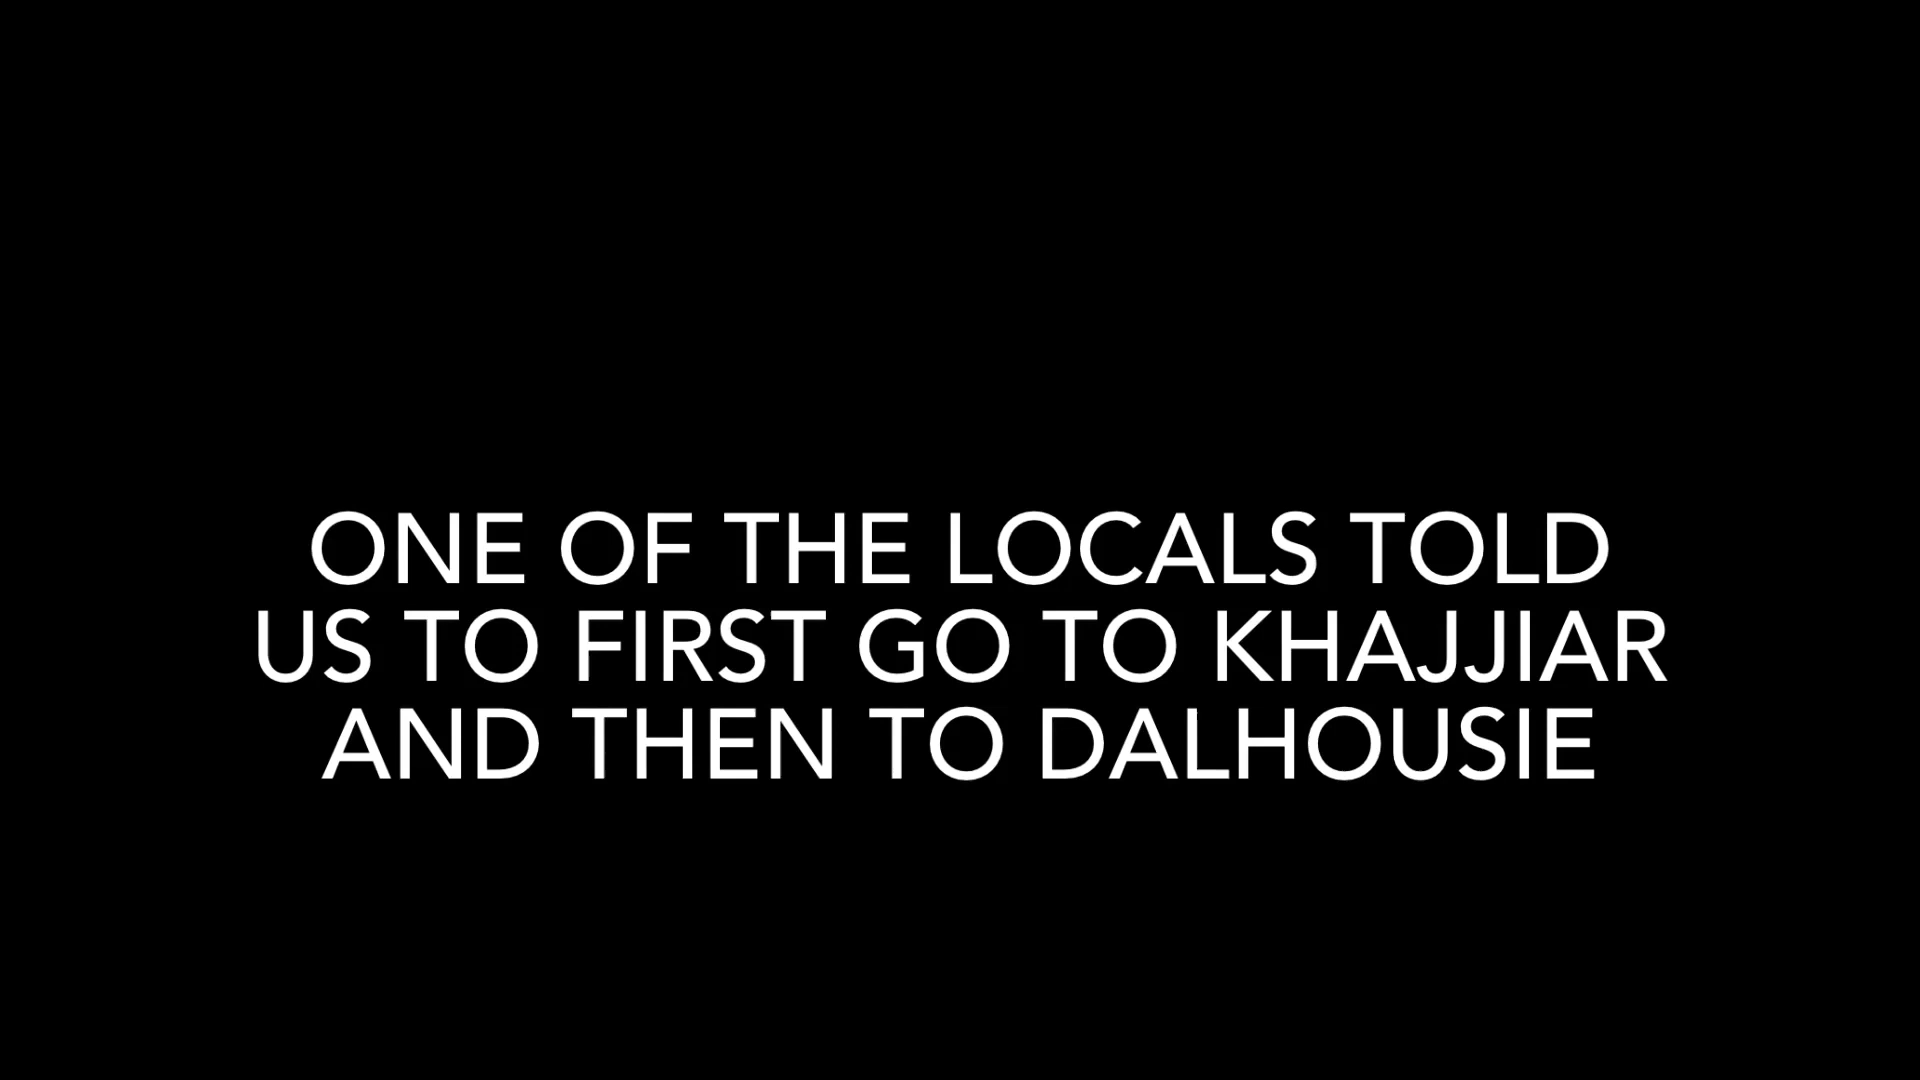 ONE OF THE LOCALS TOLD
US TO FIRST GO TO KHAJJIAR
AND THEN TO DALHOUSIE